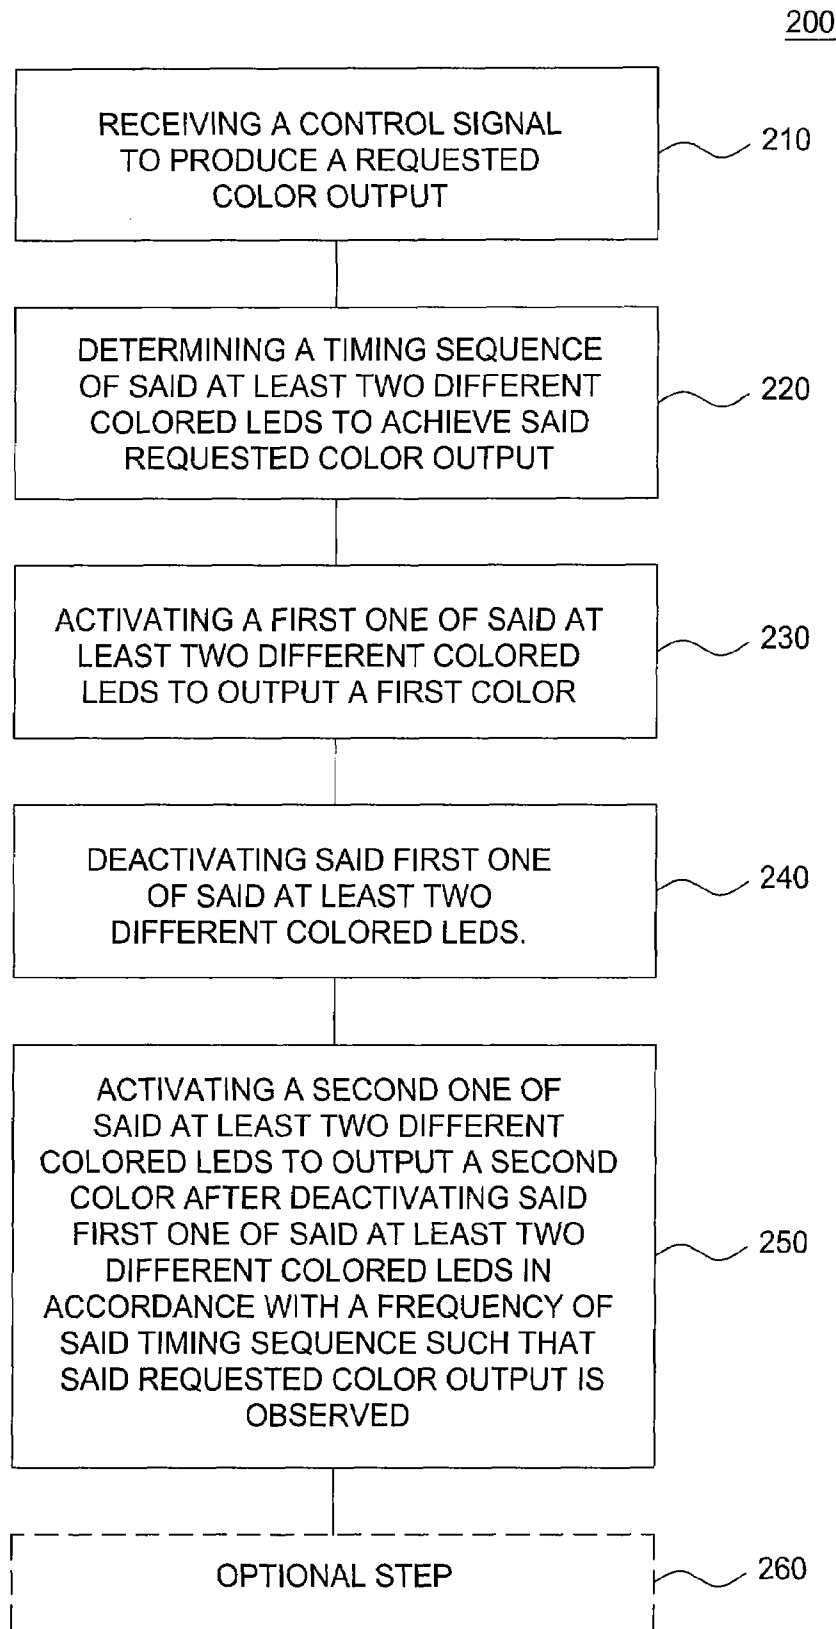 200
RECEIVING A CONTROL SIGNAL
TO PRODUCE A REQUESTED
COLOR OUTPUT
210
DETERMINING A TIMING SEQUENCE
OF SAID AT LEAST TWO DIFFERENT
COLORED LEDS TO ACHIEVE SAID
REQUESTED COLOR OUTPUT
220
ACTIVATING A FIRST ONE OF SAID AT
LEAST TWO DIFFERENT COLORED
LEDS TO OUTPUT A FIRST COLOR
230
DEACTIVATING SAID FIRST ONE
OF SAID AT LEAST TWO
DIFFERENT COLORED LEDS.
240
ACTIVATING A SECOND ONE OF
SAID AT LEAST TWO DIFFERENT
COLORED LEDS TO OUTPUT A SECOND
COLOR AFTER DEACTIVATING SAID
FIRST ONE OF SAID AT LEAST TWO
DIFFERENT COLORED LEDS IN
ACCORDANCE WITH A FREQUENCY OF
SAID TIMING SEQUENCE SUCH THAT
SAID REQUESTED COLOR OUTPUT IS
OBSERVED
250
OPTIONAL STEP
260